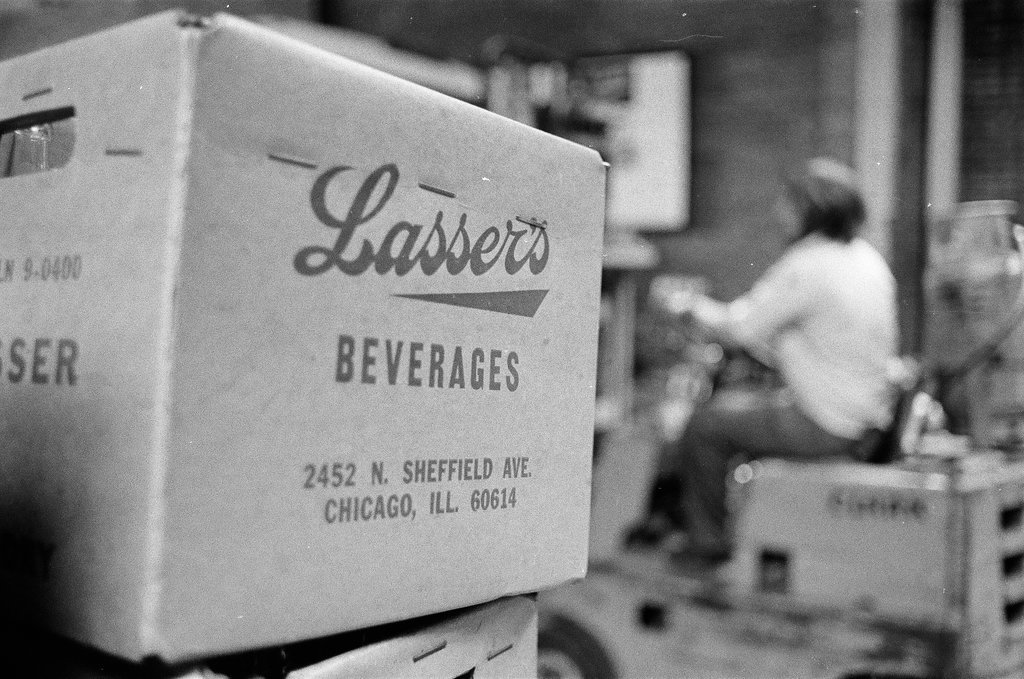 9-0400
SSER
Lasser's
BEVERAGES
2452 N. SHEFFIELD AVE.
CHICAGO, ILL. 60614